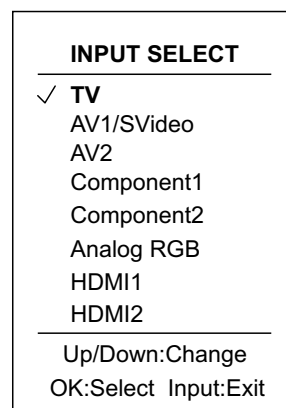 INPUT SELECT
✓ TV
AV1/SVideo
AV2
Component1
Component2
Analog RGB
HDMI1
HDMI2
Up/Down:Change
OK:Select Input:Exit